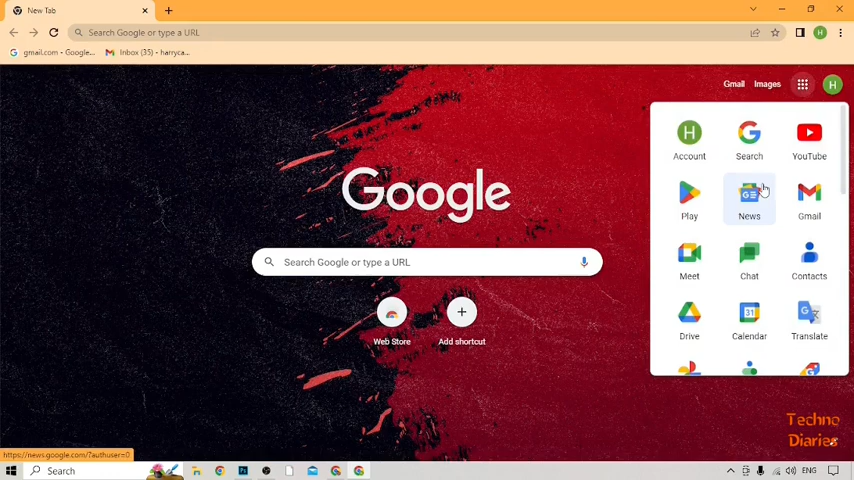 New Tab
Search Google or type a URL
H
gmail.com - Google...
Inbox (35) - harryca...
Gmail
Images
H
H
Account
Search
YouTube
Play
News
Gmail
Meet
Chat
Contacts
Google
Search Google or type a URL
31
Drive
Calendar
Translate
Web Store
Add shortcut
Techno
Diaries
https://news.google.com/?authuser=0
Search
ENG